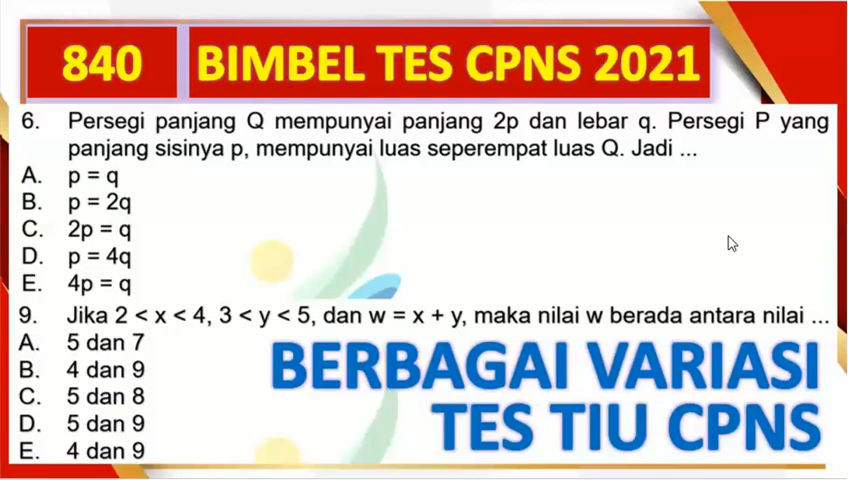 840 BIMBEL TES CPNS 2021
6. Persegi panjang Q mempunyai panjang 2p dan lebar q. Persegi P yang
panjang sisinya p, mempunyai luas seperempat luas Q. Jadi ...
A. p = q
B. p = 2q
C. 2p = q
D. p = 4q
E. 4p = q
9. Jika 2 < x < 4, 3 < y < 5, dan w = x + y, maka nilai w berada antara nilai ...
A. 5 dan 7
B. 4 dan 9
C. 5 dan 8
D. 5 dan 9
E. 4 dan 9
BERBAGAI VARIASI
TES TIU CPNS